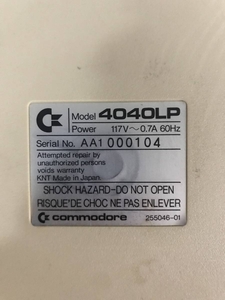 Model 4040LP
Power 117V~0.7A 60Hz
Serial No. AA1000104
Attempted repair by
unauthorized persons
voids warranty
KNT Made in Japan.
SHOCK HAZARD-DO NOT OPEN
RISQUE'DE CHOC NE PAS ENLEVER
commodore 255046-01